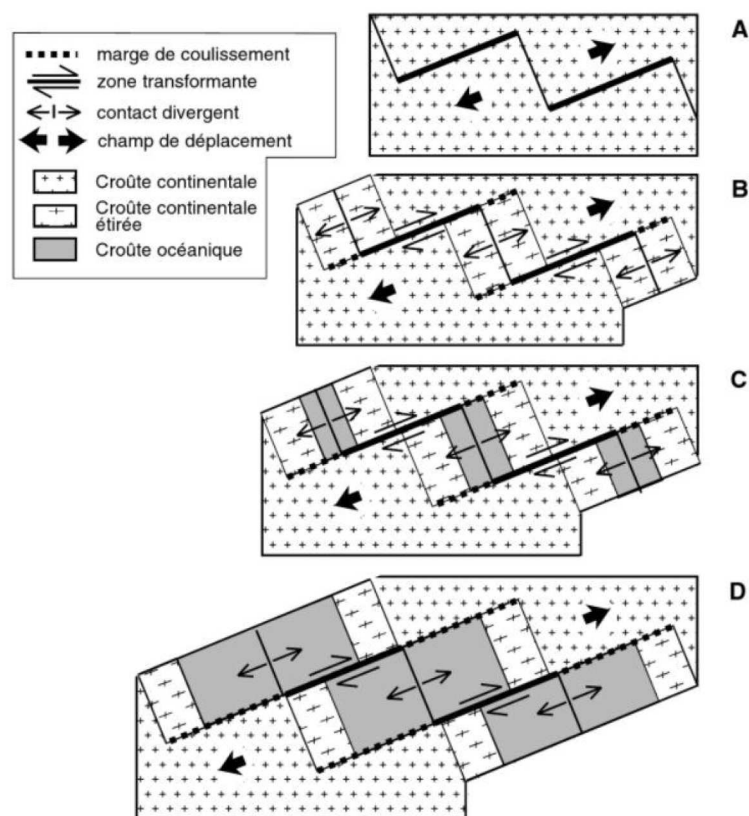 marge de coulissement
zone transformante
contact divergent
champ de déplacement
Croûte continentale
Croûte continentale
étirée
Croûte océanique
A
B
C
D